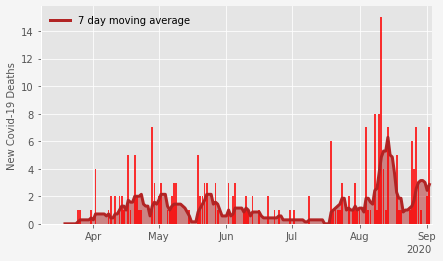 7 day moving average
New Covid-19 Deaths
14
12
10
8
6
4
2
0
Apr
May
Jun
Jul
Aug
Sep
2020